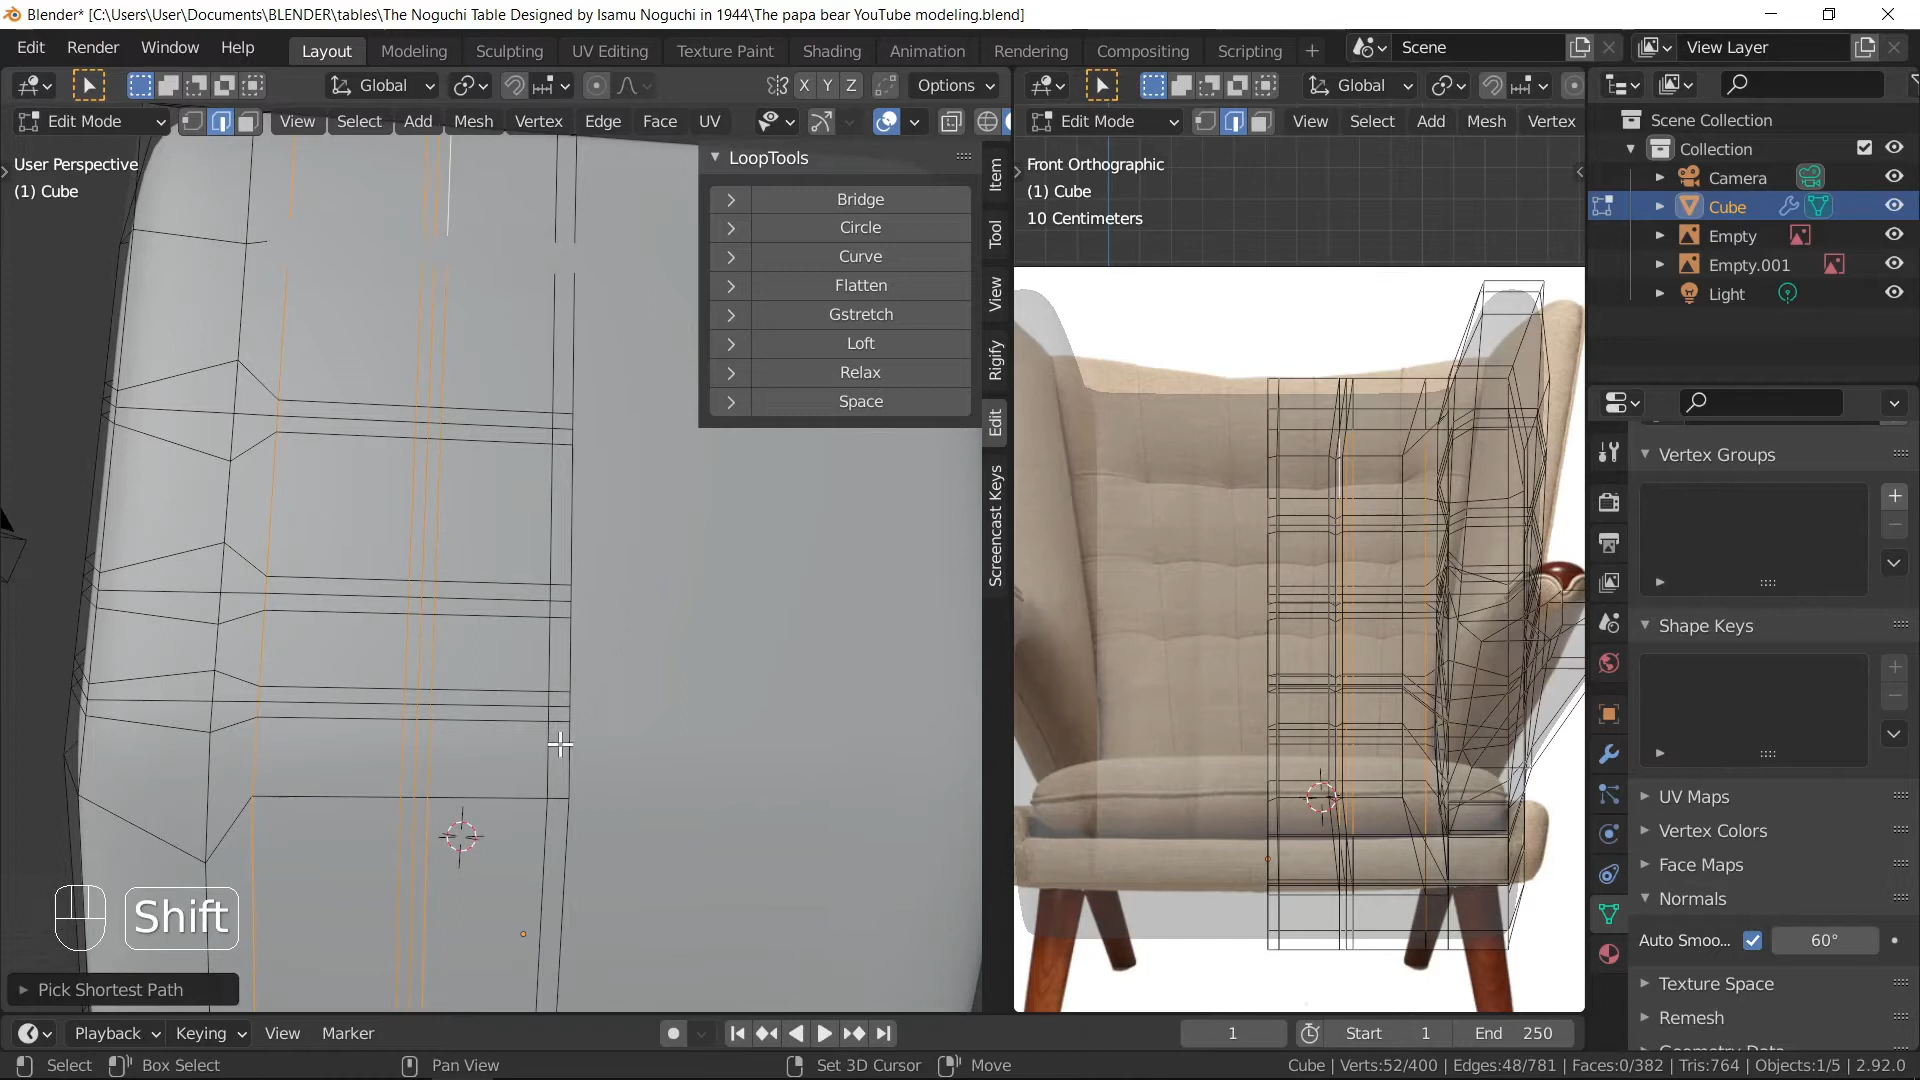 Blender* [C:\Users\User\Documents\BLENDER\tables\The Noguchi Table Designed by Isamu Noguchi in 1944\The papa bear YouTube modeling.blend]
Edit Render Window Help
Layout Modeling Sculpting UV Editing Texture Paint Shading Animation Rendering Compositing Scripting +
Scene
View Layer
Global
X Y Z
Options
Global
Edit Mode
View Select Add Mesh Vertex Edge Face UV
Edit Mode
View Select Add Mesh Vertex
User Perspective
(1) Cube
LoopTools
Bridge
Circle
Curve
Flatten
Gstretch
Loft
Relax
Space
Item
Tool
View
Rigify
Edit
Screencast Keys
Front Orthographic
(1) Cube
10 Centimeters
Scene Collection
Collection
Camera
Cube
Empty
Empty.001
Light
Vertex Groups
Shape Keys
UV Maps
Vertex Colors
Face Maps
Normals
Auto Smoo... 60°
Texture Space
Remesh
Geometry Data
Shift
Pick Shortest Path
Playback Keying View Marker
1
Start 1
End 250
Select Box Select Pan View Set 3D Cursor Move
Cube | Verts:52/400 | Edges:48/781 | Faces:0/382 | Tris:764 | Objects:1/5 | 2.92.0